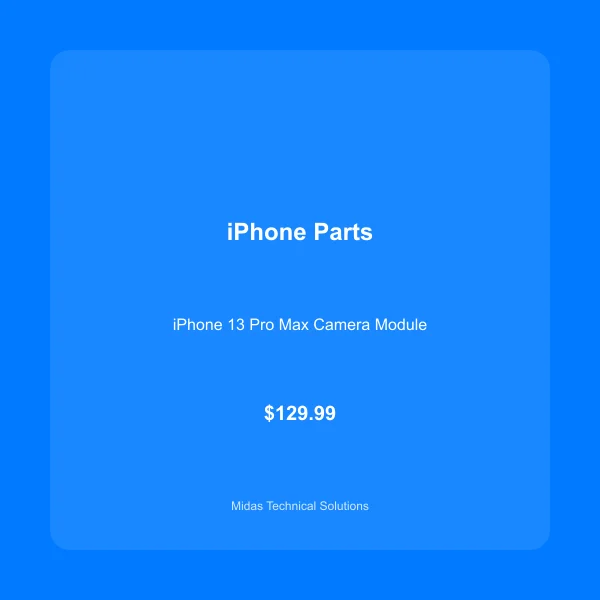 iPhone Parts
iPhone 13 Pro Max Camera Module
$129.99
Midas Technical Solutions